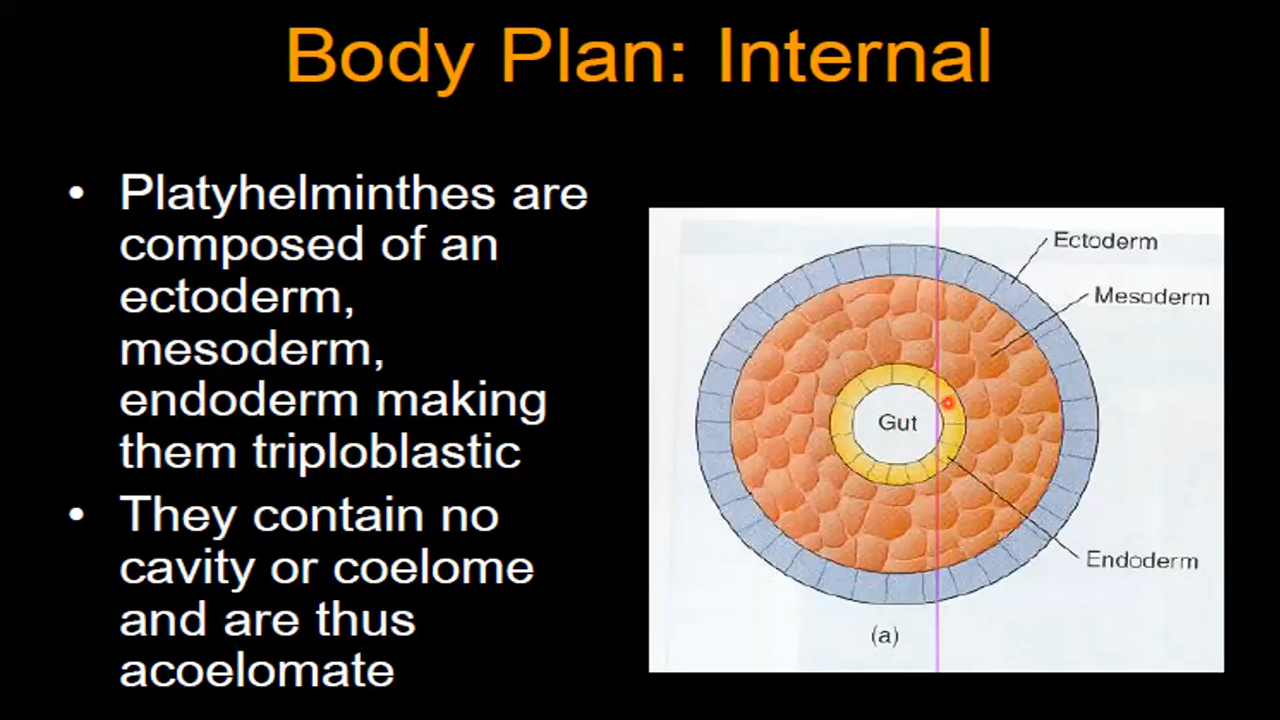 Body Plan: Internal
• Platyhelminthes are
composed of an
ectoderm,
mesoderm,
endoderm making
them triploblastic
• They contain no
cavity or coelome
and are thus
acoelomate
Ectoderm
Mesoderm
Gut
Endoderm
(a)